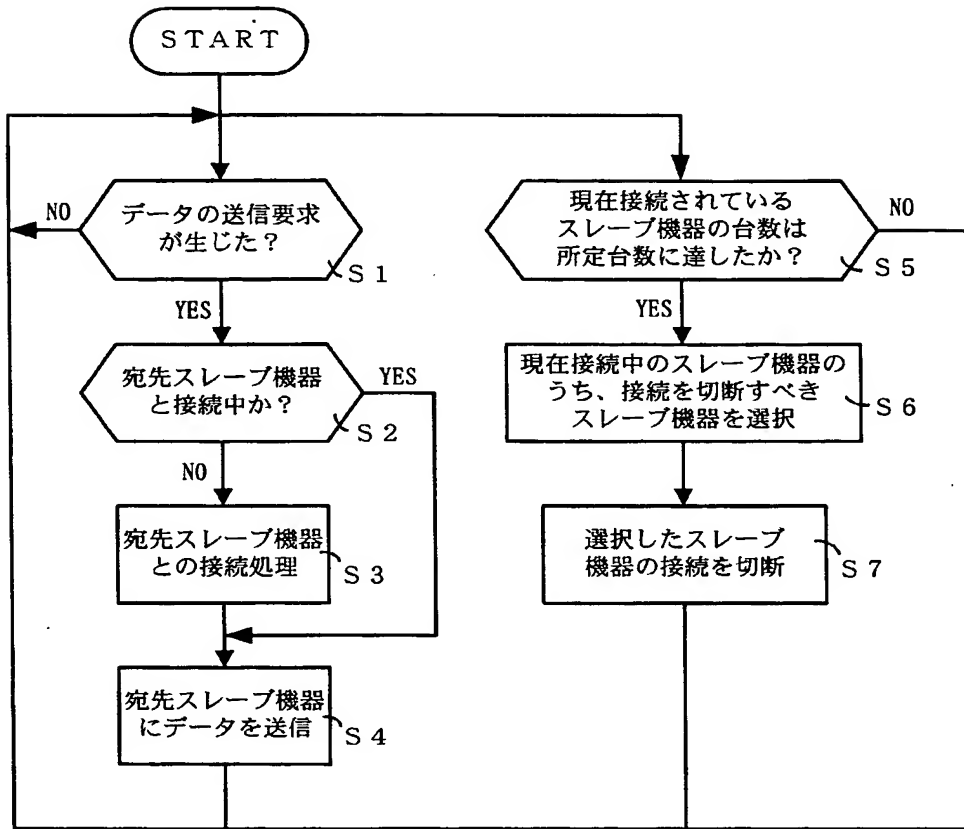 START
データの送信要求
が生じた?
NO
S1
YES
宛先スレーブ機器
と接続中か?
YES
S2
NO
宛先スレーブ機器
との接続処理
S3
宛先スレーブ機器
にデータを送信
S4
現在接続されている
スレーブ機器の台数は
所定台数に達したか?
NO
S5
YES
現在接続中のスレーブ機器の
うち、接続を切断すべき
スレーブ機器を選択
S6
選択したスレーブ
機器の接続を切断
S7